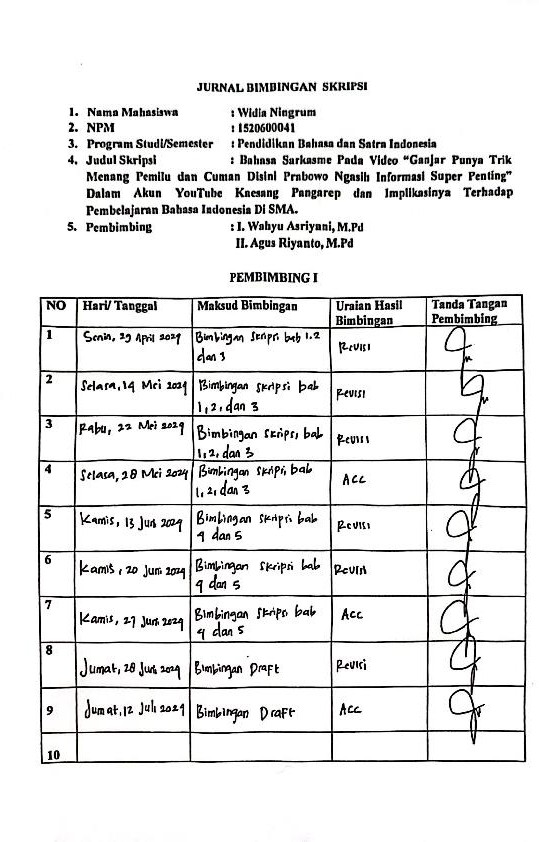 JURNAL BIMBINGAN SKRIPSI
1. Nama Mahasiswa : Widia Ningrum
2. NPM : 1520600041
3. Program Studi/Semester : Pendidikan Bahasa dan Satra Indonesia
4. Judul Skripsi : Bahasa Sarkasme Pada Video “Ganjar Punya Trik
Menang Pemilu dan Cuman Disini Prabowo Ngasih Informasi Super Penting”
Dalam Akun YouTube Kaesang Pangarep dan Implikasinya Terhadap
Pembelajaran Bahasa Indonesia Di SMA.
5. Pembimbing : I. Wahyu Asriyani, M.Pd
II. Agus Riyanto, M.Pd
PEMBIMBING I
NO Hari/ Tanggal Maksud Bimbingan Uraian Hasil Bimbingan Tanda Tangan Pembimbing
1 Senin, 29 April 2024 Bimbingan Skripsi bab 1.2 dan 3 Revisi
2 Selasa, 14 Mei 2024 Bimbingan skripsi bab 1, 2, dan 3 Revisi
3 Rabu, 22 Mei 2024 Bimbingan skripsi bab 1, 2, dan 3 Revisi
4 Selasa, 28 Mei 2024 Bimbingan skripsi bab 1, 2, dan 3 Acc
5 Kamis, 13 Juni 2024 Bimbingan skripsi bab 4 dan 5 Revisi
6 Kamis, 20 Juni 2024 Bimbingan skripsi bab 4 dan 5 Revisi
7 Kamis, 27 Juni 2024 Bimbingan skripsi bab 4 dan 5 Acc
8 Jumat, 28 Juni 2024 Bimbingan Draft Revisi
9 Jumat, 12 Juli 2024 Bimbingan Draft Acc
10